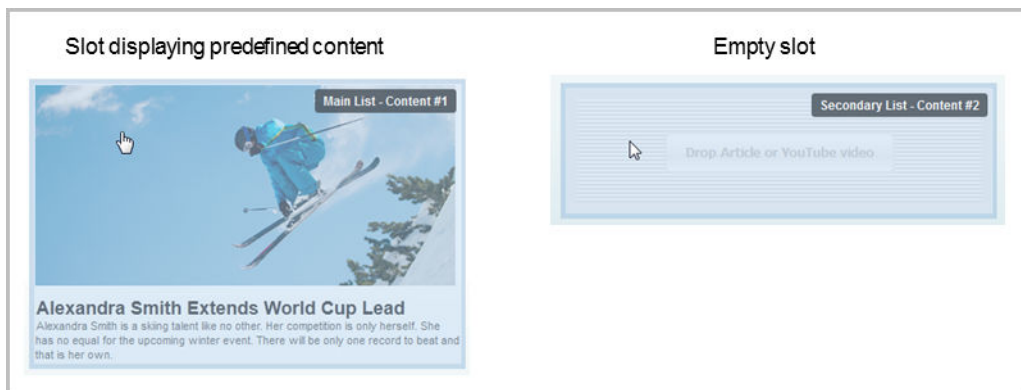 Slot displaying predefined content
Empty slot
Main List - Content #1
Secondary List - Content #2
Drop Article or YouTube video
Alexandra Smith Extends World Cup Lead
Alexandra Smith is a skiing talent like no other. Her competition is only herself. She
has no equal for the upcoming winter event. There will be only one record to beat and
that is her own.